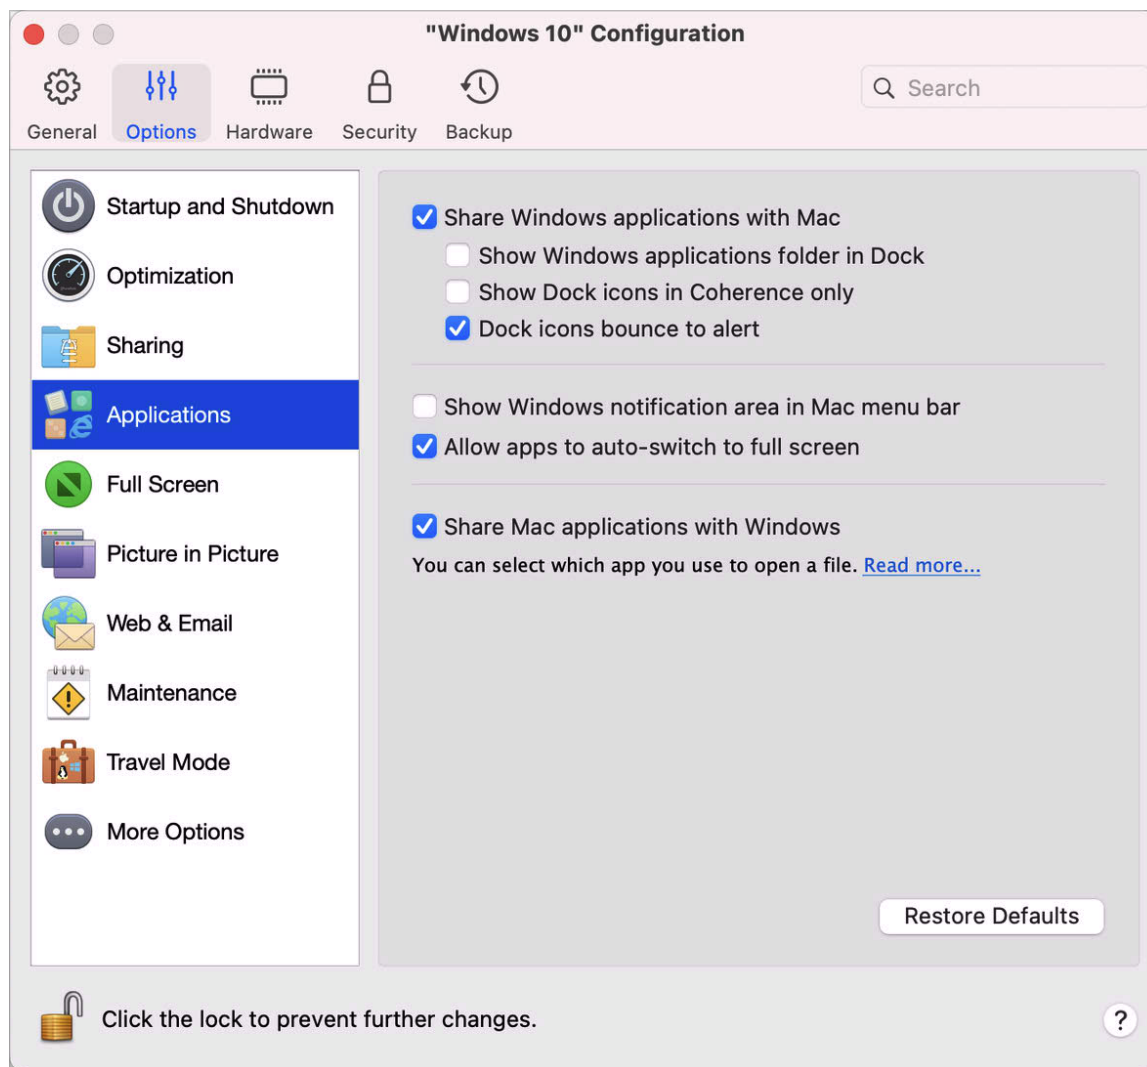 "Windows 10" Configuration
General
Options
Hardware
Security
Backup
Search
Startup and Shutdown
Optimization
Sharing
Applications
Full Screen
Picture in Picture
Web & Email
Maintenance
Travel Mode
More Options
Share Windows applications with Mac
Show Windows applications folder in Dock
Show Dock icons in Coherence only
Dock icons bounce to alert
Show Windows notification area in Mac menu bar
Allow apps to auto-switch to full screen
Share Mac applications with Windows
You can select which app you use to open a file. Read more...
Restore Defaults
Click the lock to prevent further changes.
?